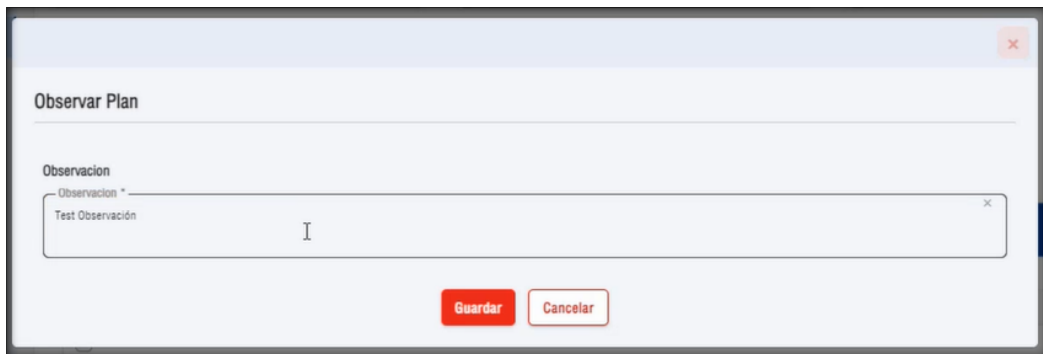 Observar Plan
Observacion
Observacion *
Test Observación
Guardar
Cancelar